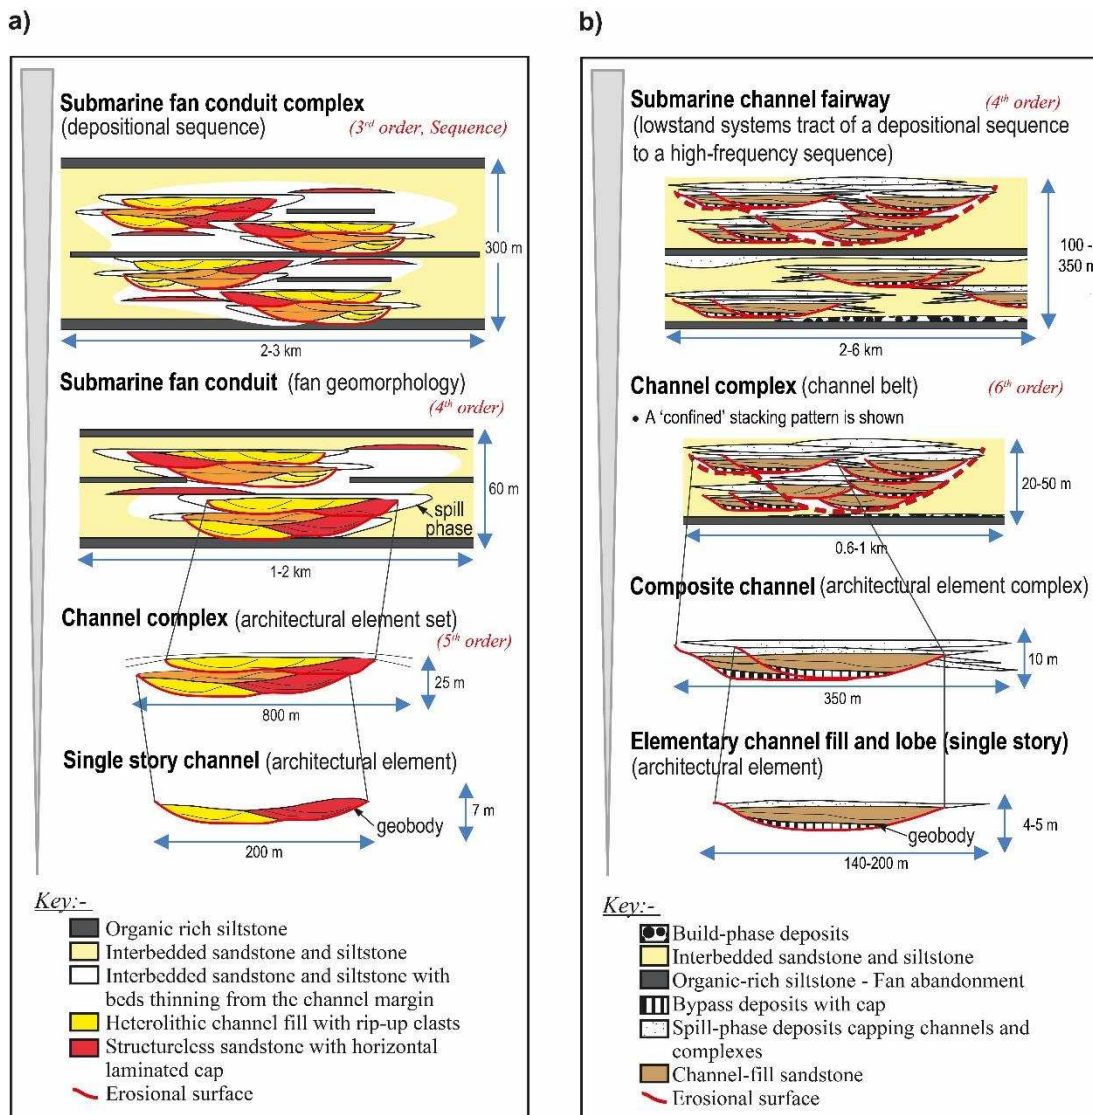 a)
Submarine fan conduit complex
(depositional sequence)
(3rd order, Sequence)
300 m
2-3 km
Submarine fan conduit (fan geomorphology)
(4th order)
60 m
spill
phase
1-2 km
Channel complex (architectural element set)
(5th order)
25 m
800 m
Single story channel (architectural element)
7 m
geobody
200 m
Key:-
Organic rich siltstone
Interbedded sandstone and siltstone
Interbedded sandstone and siltstone with
beds thinning from the channel margin
Heterolithic channel fill with rip-up clasts
Structureless sandstone with horizontal
laminated cap
Erosional surface
b)
Submarine channel fairway
(4th order)
(lowstand systems tract of a depositional sequence
to a high-frequency sequence)
100 -
350 m
2-6 km
Channel complex (channel belt)
(6th order)
• A ‘confined’ stacking pattern is shown
20-50 m
0.6-1 km
Composite channel (architectural element complex)
10 m
350 m
Elementary channel fill and lobe (single story)
(architectural element)
4-5 m
geobody
140-200 m
Key:-
Build-phase deposits
Interbedded sandstone and siltstone
Organic-rich siltstone - Fan abandonment
Bypass deposits with cap
Spill-phase deposits capping channels and
complexes
Channel-fill sandstone
Erosional surface